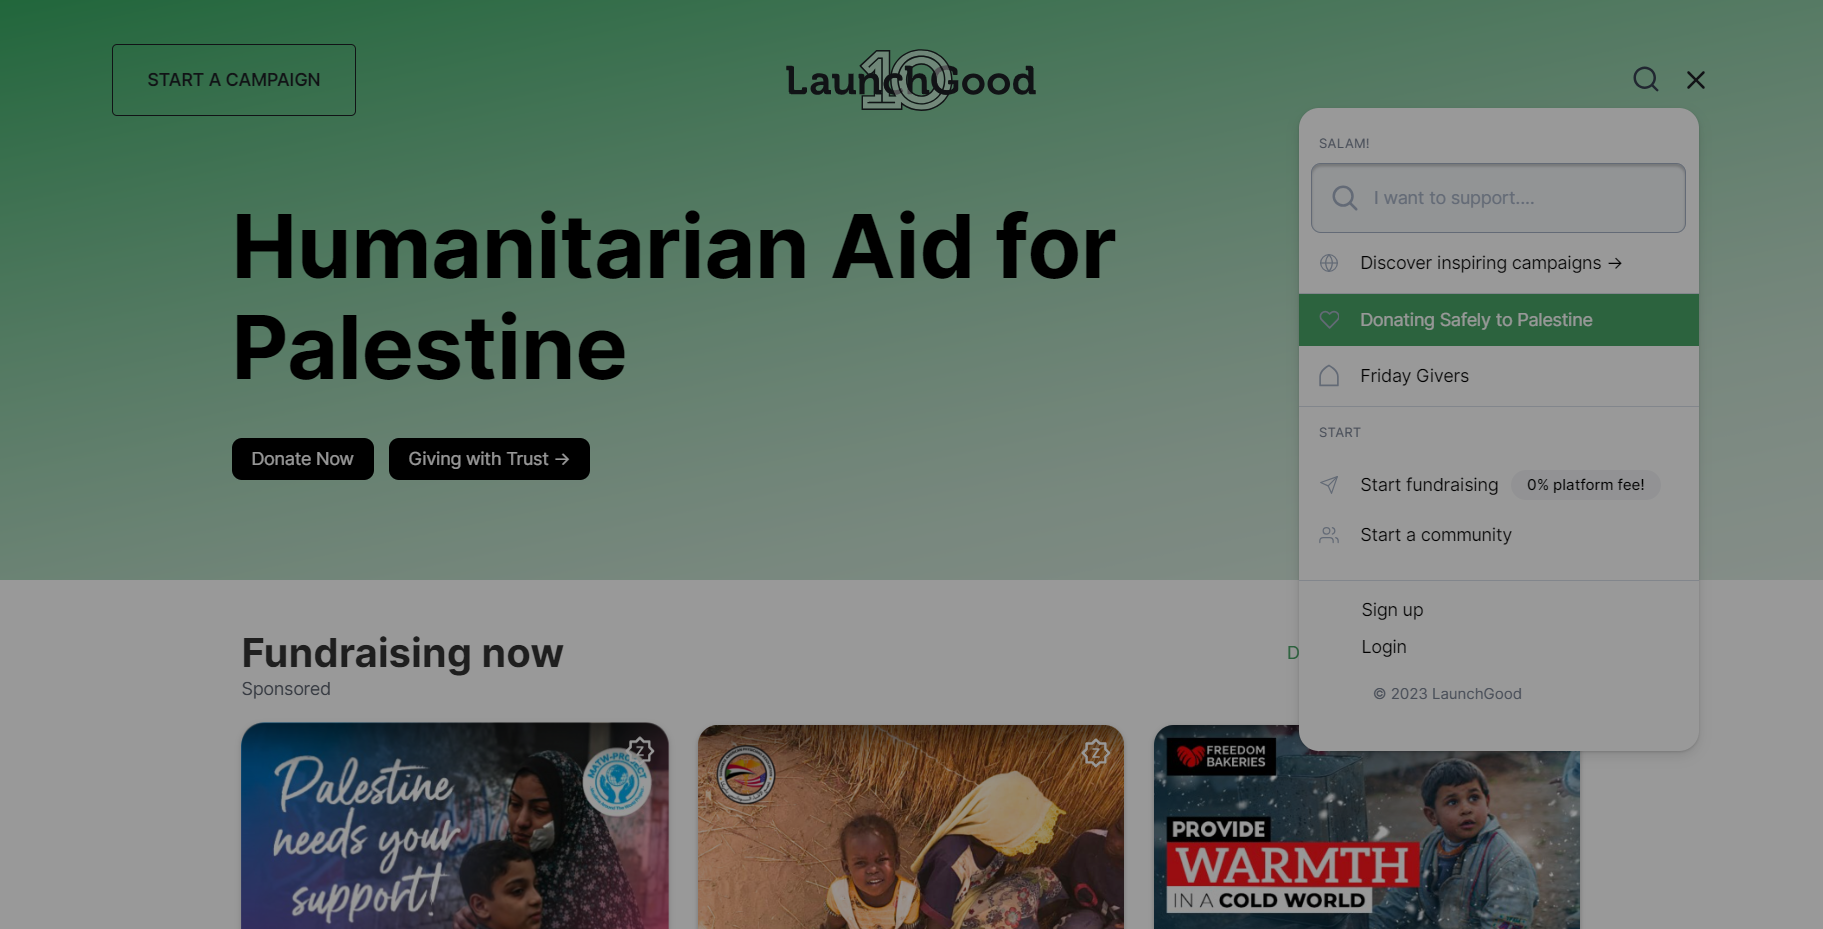 START A CAMPAIGN
LaunchGood
10
SALAM!
I want to support....
Discover inspiring campaigns →
Donating Safely to Palestine
Friday Givers
START
Start fundraising
0% platform fee!
Start a community
Sign up
Login
© 2023 LaunchGood
Humanitarian Aid for
Palestine
Donate Now
Giving with Trust →
Fundraising now
D
Sponsored
Palestine
needs your
support!
MATW-PROJECT
Z
Z
FREEDOM
BAKERIES
PROVIDE
WARMTH
IN A COLD WORLD